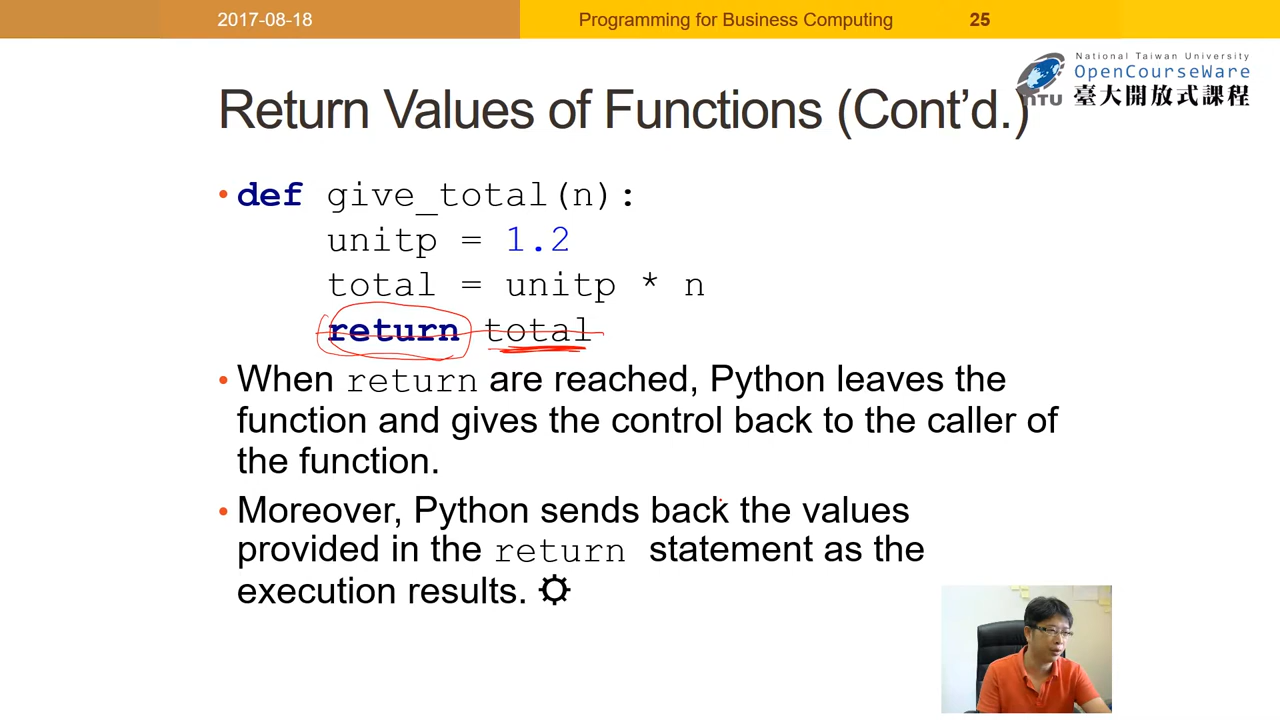 2017-08-18
Programming for Business Computing
25
National Taiwan University
OpenCourseWare
NTU 臺大開放式課程
Return Values of Functions (Cont’d.)
• def give_total(n):
unitp = 1.2
total = unitp * n
return total
• When return are reached, Python leaves the
function and gives the control back to the caller of
the function.
• Moreover, Python sends back the values
provided in the return statement as the
execution results.